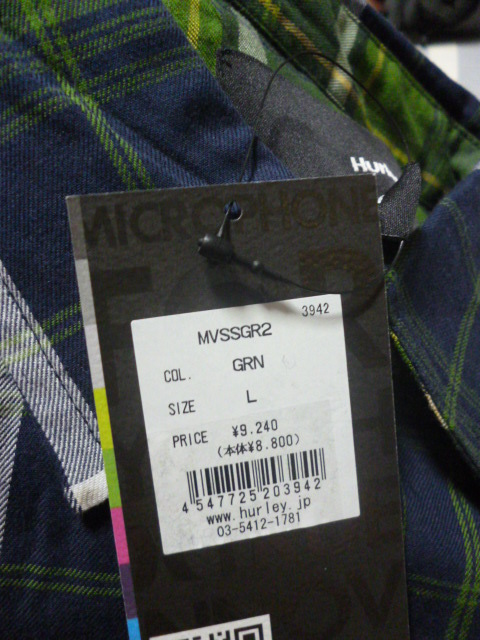 Hurl
MICROPHONE
FOR
3942
MVSSGR2
COL. GRN
SIZE L
PRICE ¥9,240
(本体¥8,800)
4 547725 203942
www.hurley.jp
03-5412-1781